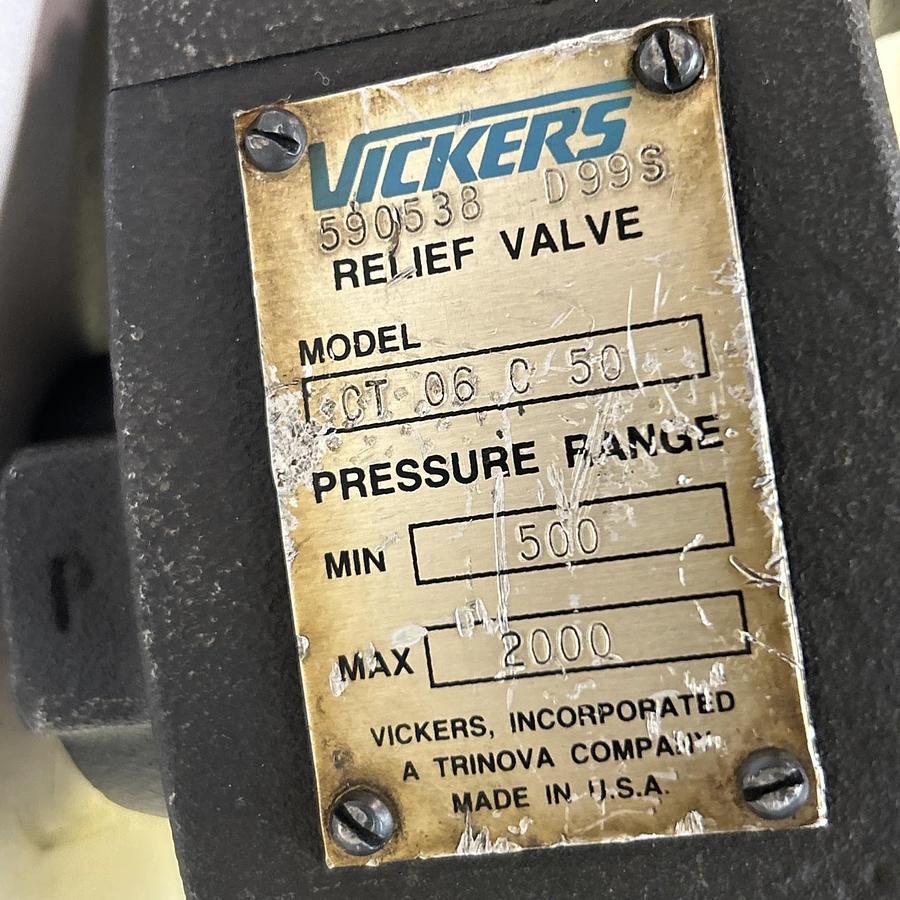 VICKERS
590538 D99S
RELIEF VALVE
MODEL
CT 06 C 50
PRESSURE RANGE
MIN 500
MAX 2000
VICKERS, INCORPORATED
A TRINOVA COMPANY
MADE IN U.S.A.